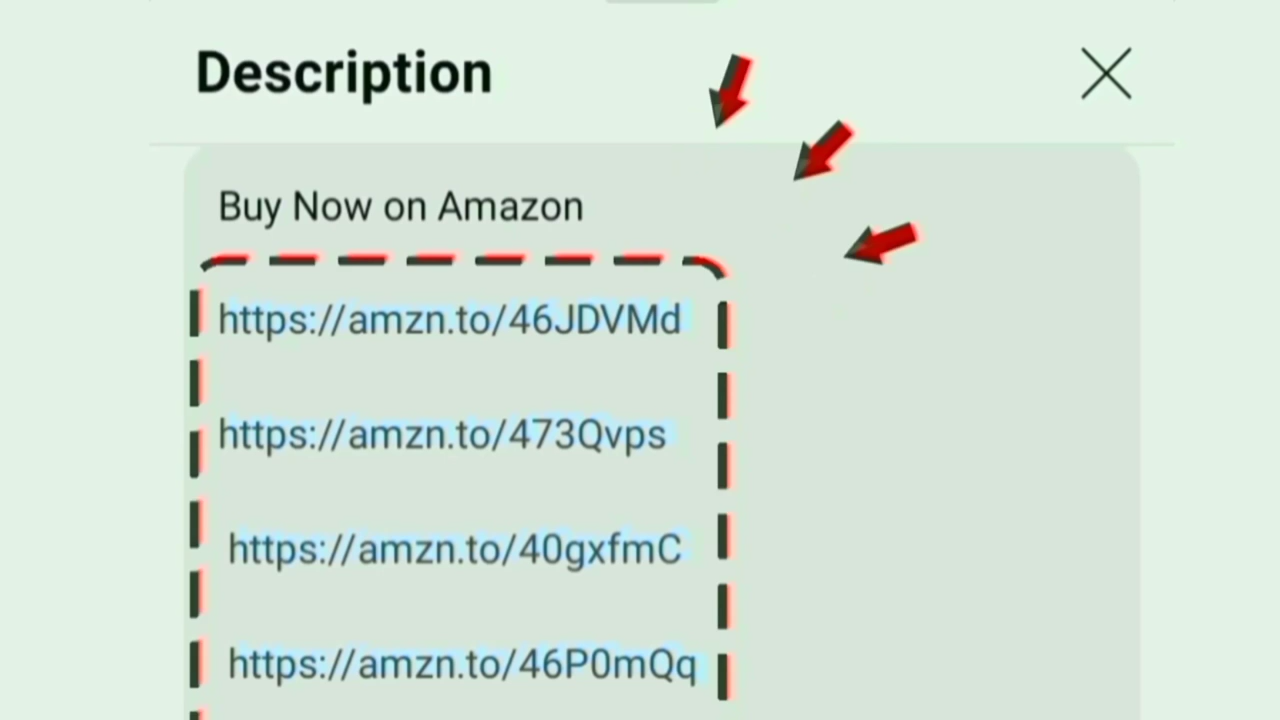 Description
Buy Now on Amazon
https://amzn.to/46JDVMd
https://amzn.to/473Qvps
https://amzn.to/40gxfmC
https://amzn.to/46P0mQq